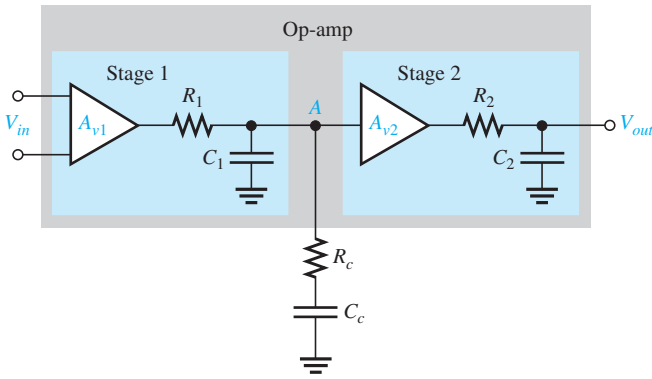 Op-amp
Stage 1
Stage 2
R1
A
R2
Vin
Av1
Av2
Vout
C1
C2
Rc
Cc